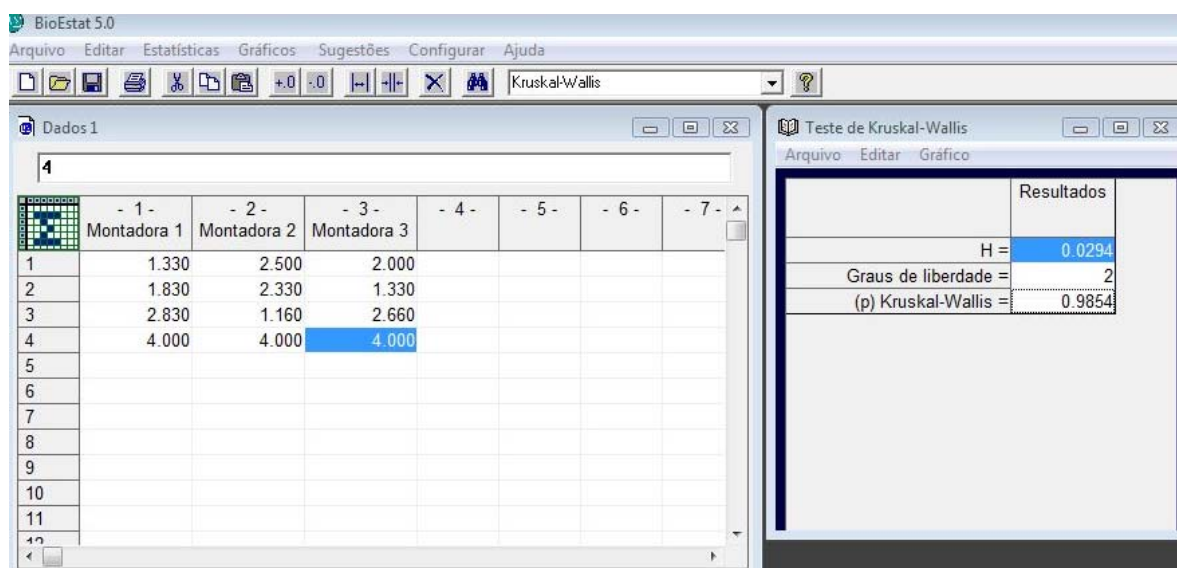 BioEstat 5.0
Arquivo Editar Estatísticas Gráficos Sugestões Configurar Ajuda
+.0 -.0 Kruskal-Wallis ?
Dados 1
4
- 1 - - 2 - - 3 - - 4 - - 5 - - 6 - - 7 -
Montadora 1 Montadora 2 Montadora 3
1 1.330 2.500 2.000
2 1.830 2.330 1.330
3 2.830 1.160 2.660
4 4.000 4.000 4.000
5
6
7
8
9
10
11
12
Teste de Kruskal-Wallis
Arquivo Editar Gráfico
Resultados
H = 0.0294
Graus de liberdade = 2
(p) Kruskal-Wallis = 0.9854